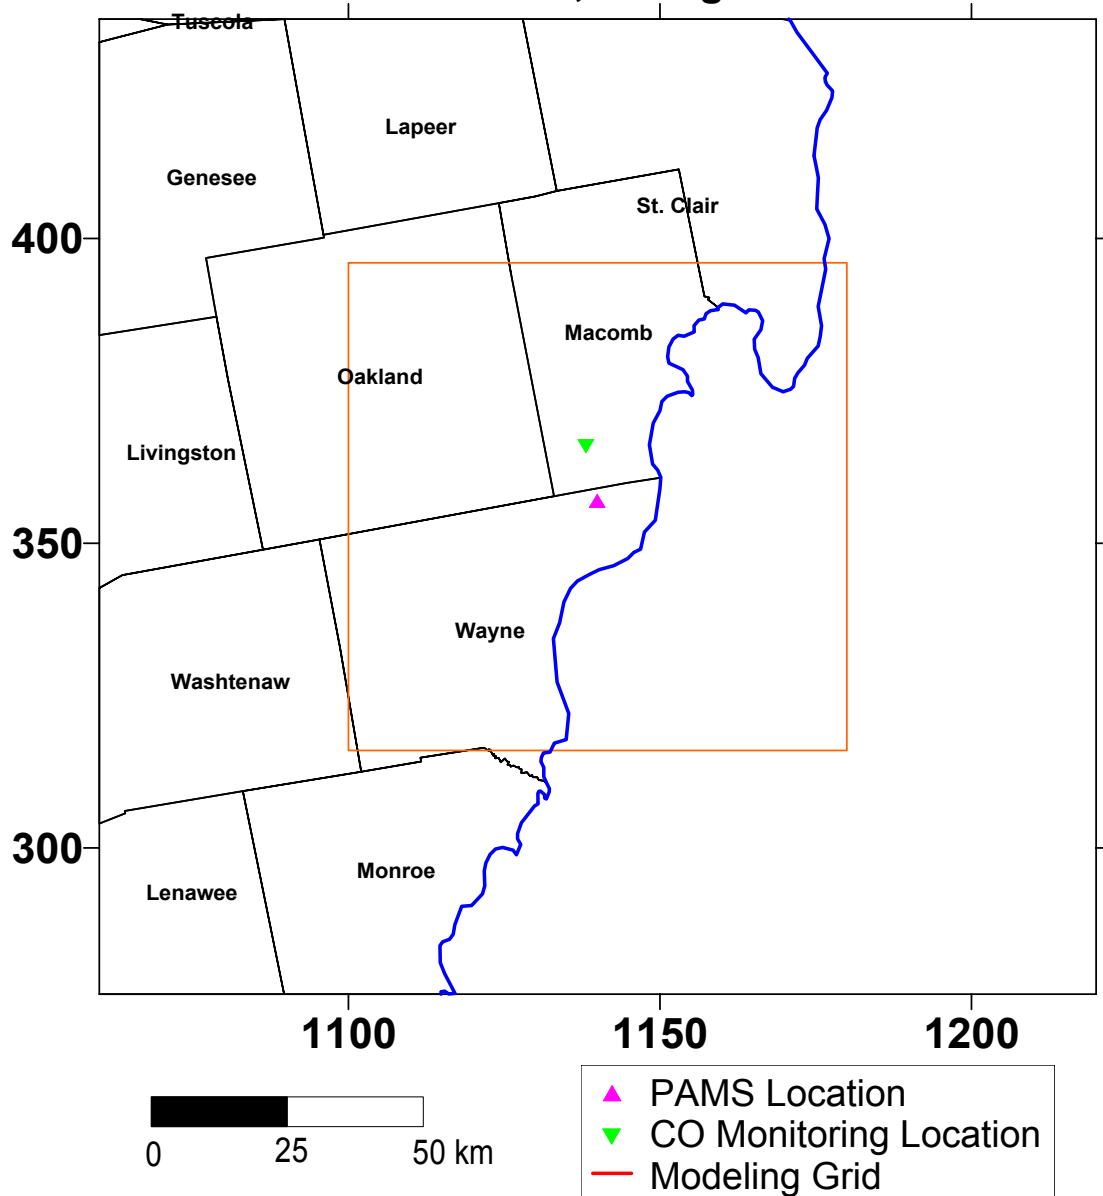 Tuscola
Lapeer
Genesee
St. Clair
400
Macomb
Oakland
Livingston
350
Wayne
Washtenaw
300
Monroe
Lenawee
1100
1150
1200
0
25
50 km
PAMS Location
CO Monitoring Location
Modeling Grid